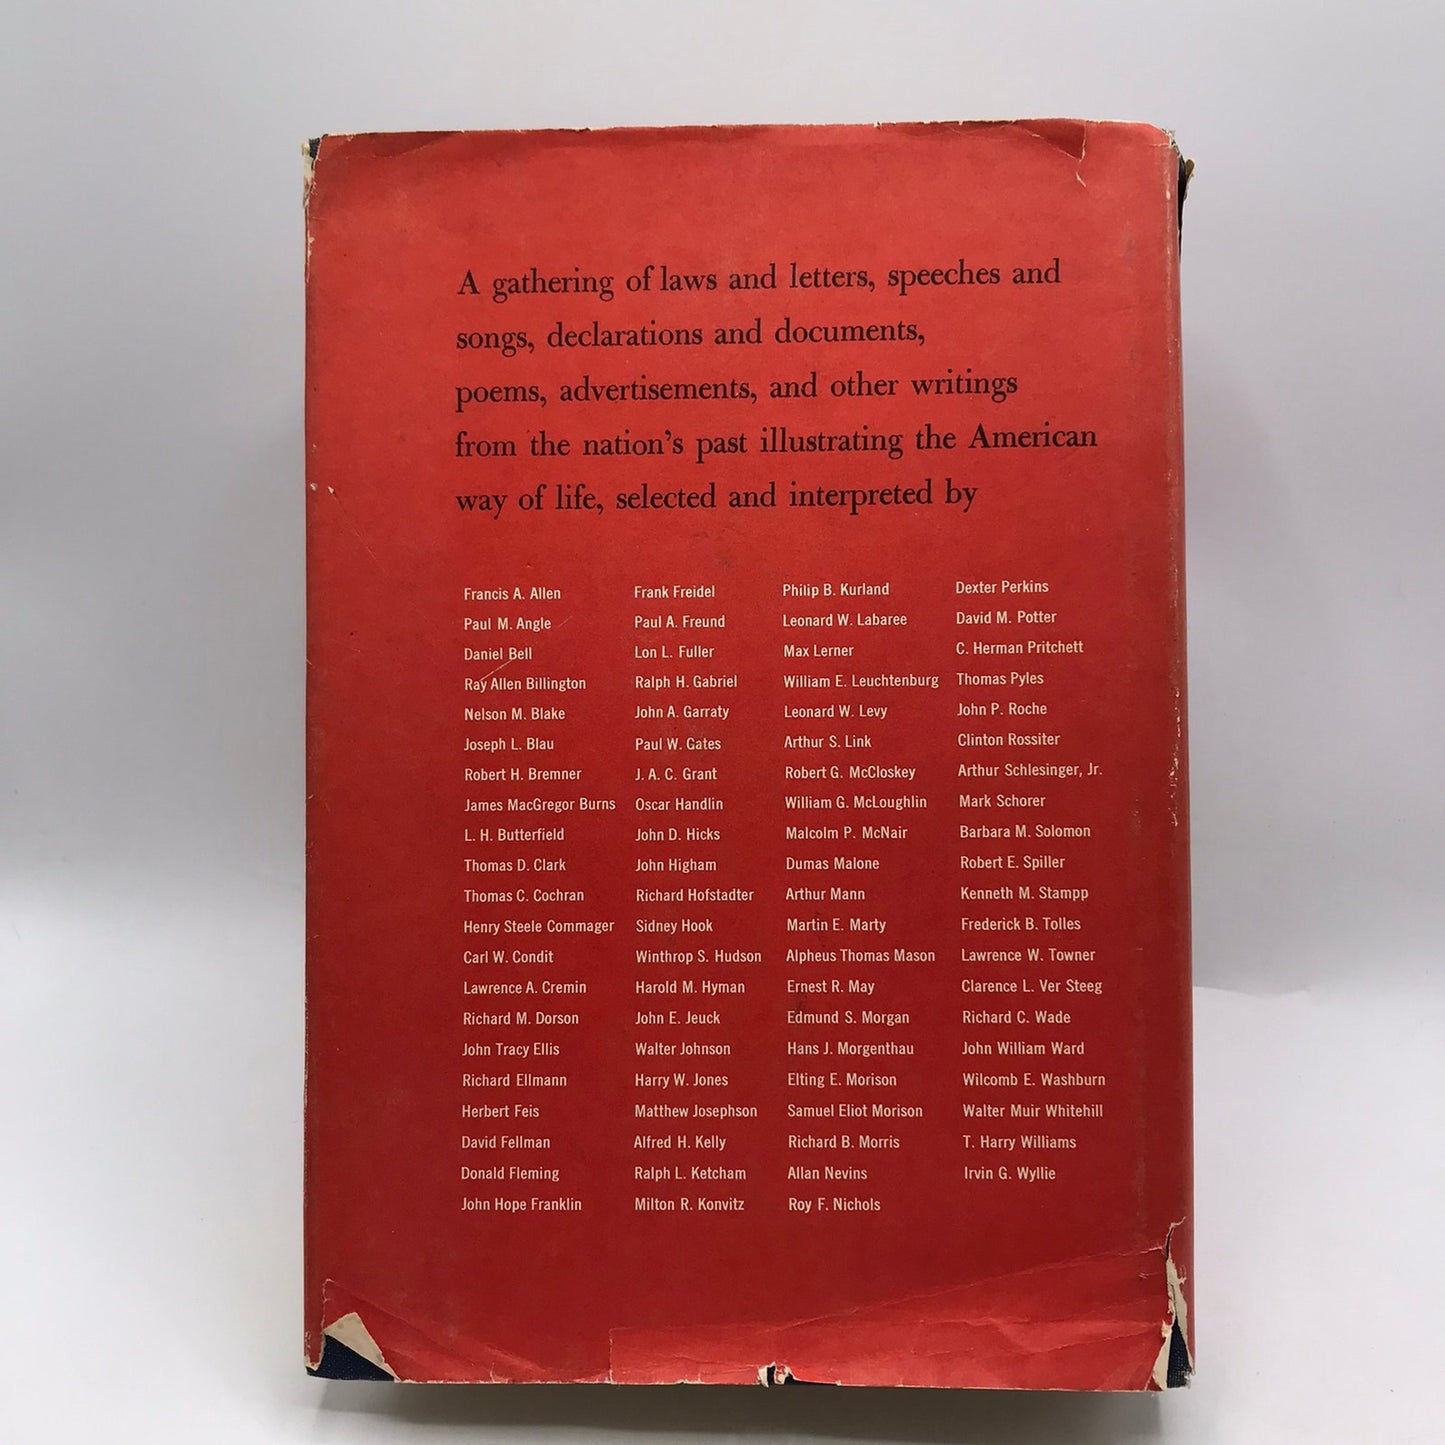 A gathering of laws and letters, speeches and
songs, declarations and documents,
poems, advertisements, and other writings
from the nation's past illustrating the American
way of life, selected and interpreted by
Francis A. Allen
Paul M. Angle
Daniel Bell
Ray Allen Billington
Nelson M. Blake
Joseph L. Blau
Robert H. Bremner
James MacGregor Burns
L. H. Butterfield
Thomas D. Clark
Thomas C. Cochran
Henry Steele Commager
Carl W. Condit
Lawrence A. Cremin
Richard M. Dorson
John Tracy Ellis
Richard Ellmann
Herbert Feis
David Fellman
Donald Fleming
John Hope Franklin
Frank Freidel
Paul A. Freund
Lon L. Fuller
Ralph H. Gabriel
John A. Garraty
Paul W. Gates
J. A. C. Grant
Oscar Handlin
John D. Hicks
John Higham
Richard Hofstadter
Sidney Hook
Winthrop S. Hudson
Harold M. Hyman
John E. Jeuck
Walter Johnson
Harry W. Jones
Matthew Josephson
Alfred H. Kelly
Ralph L. Ketcham
Milton R. Konvitz
Philip B. Kurland
Leonard W. Labaree
Max Lerner
William E. Leuchtenburg
Leonard W. Levy
Arthur S. Link
Robert G. McCloskey
William G. McLoughlin
Malcolm P. McNair
Dumas Malone
Arthur Mann
Martin E. Marty
Alpheus Thomas Mason
Ernest R. May
Edmund S. Morgan
Hans J. Morgenthau
Elting E. Morison
Samuel Eliot Morison
Richard B. Morris
Allan Nevins
Roy F. Nichols
Dexter Perkins
David M. Potter
C. Herman Pritchett
Thomas Pyles
John P. Roche
Clinton Rossiter
Arthur Schlesinger, Jr.
Mark Schorer
Barbara M. Solomon
Robert E. Spiller
Kenneth M. Stampp
Frederick B. Tolles
Lawrence W. Towner
Clarence L. Ver Steeg
Richard C. Wade
John William Ward
Wilcomb E. Washburn
Walter Muir Whitehill
T. Harry Williams
Irvin G. Wyllie